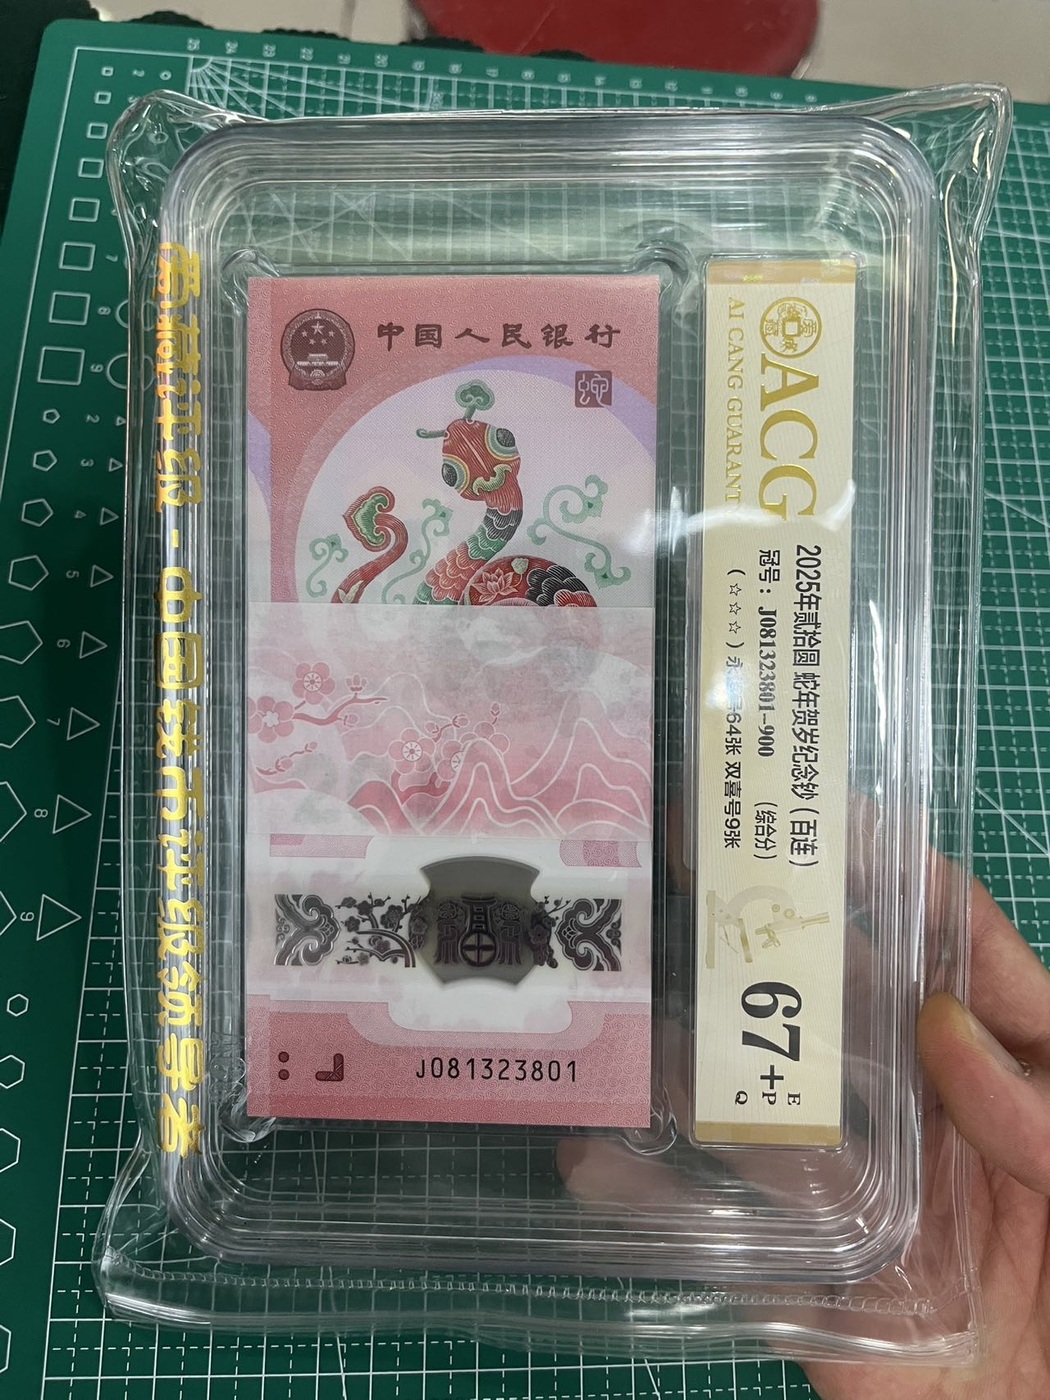 爱藏评级 - 中国钱币评级领导者
中国人民银行
J081323801
ACG
AI CANG GUARANT
2025年贰拾圆 蛇年贺岁纪念钞（百连）
冠号：J081323801-900 (综合分)
(☆☆☆) 永 号64张 双喜号9张
67+ E
P
Q